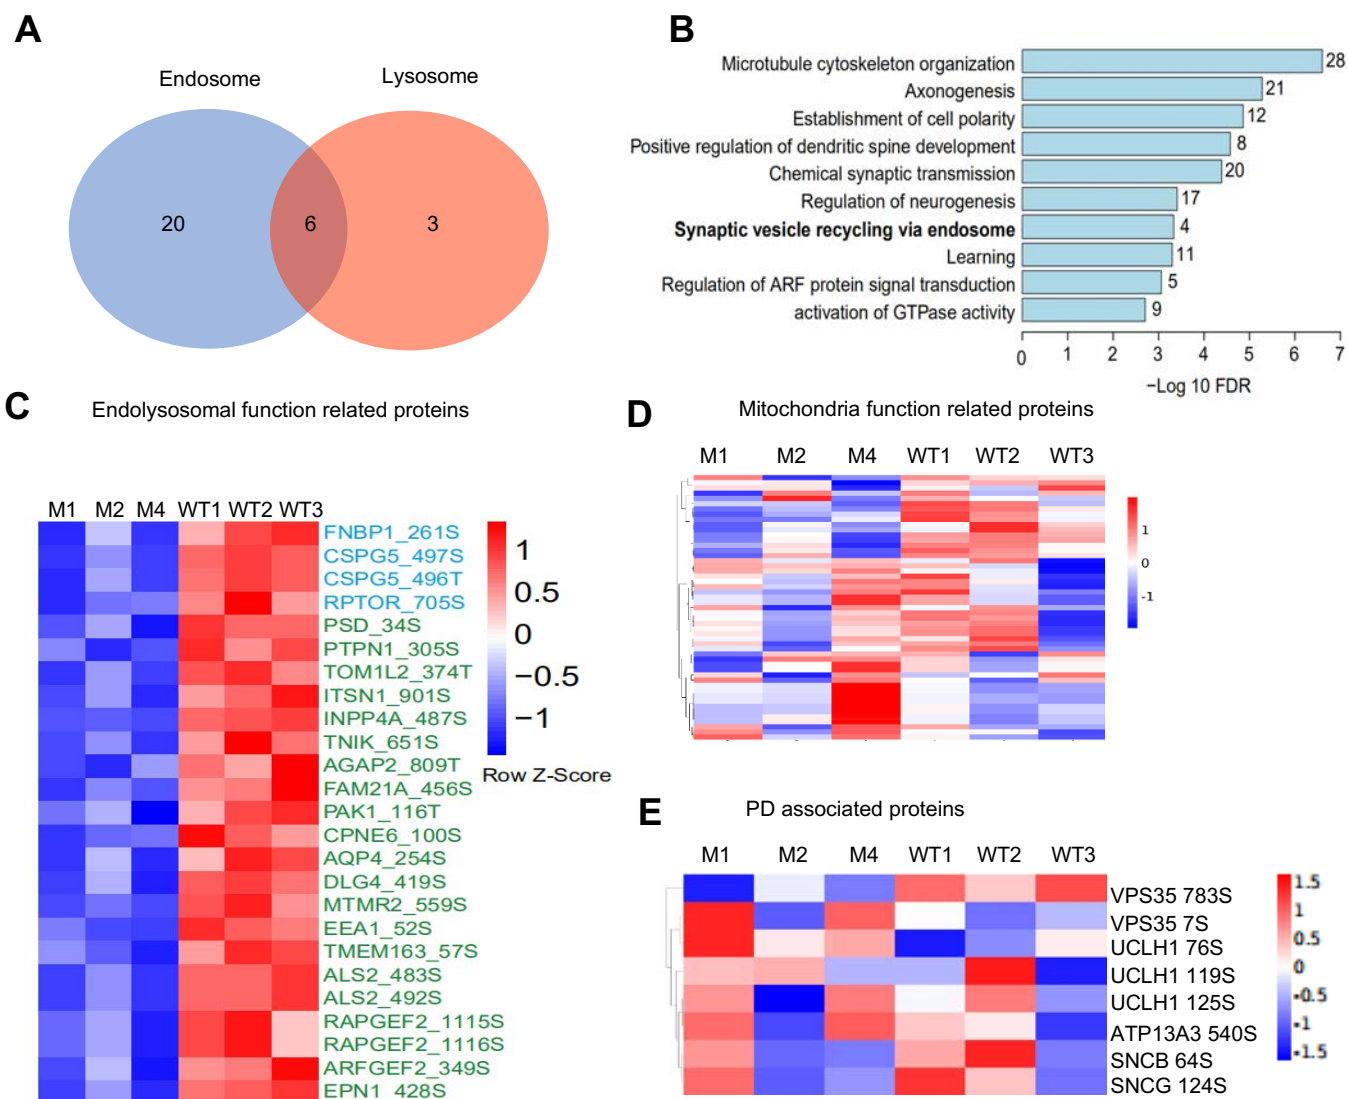 A
Endosome
Lysosome
20
6
3
B
Microtubule cytoskeleton organization
28
Axonogenesis
21
Establishment of cell polarity
12
Positive regulation of dendritic spine development
8
Chemical synaptic transmission
20
Regulation of neurogenesis
17
Synaptic vesicle recycling via endosome
4
Learning
11
Regulation of ARF protein signal transduction
5
activation of GTPase activity
9
0 1 2 3 4 5 6 7
−Log 10 FDR
C
Endolysosomal function related proteins
M1 M2 M4 WT1 WT2 WT3
FNBP1_261S
CSPG5_497S
CSPG5_496T
RPTOR_705S
PSD_34S
PTPN1_305S
TOM1L2_374T
ITSN1_901S
INPP4A_487S
TNIK_651S
AGAP2_809T
FAM21A_456S
PAK1_116T
CPNE6_100S
AQP4_254S
DLG4_419S
MTMR2_559S
EEA1_52S
TMEM163_57S
ALS2_483S
ALS2_492S
RAPGEF2_1115S
RAPGEF2_1116S
ARFGEF2_349S
EPN1_428S
1
0.5
0
−0.5
−1
Row Z-Score
D
Mitochondria function related proteins
M1 M2 M4 WT1 WT2 WT3
1
0
-1
E
PD associated proteins
M1 M2 M4 WT1 WT2 WT3
VPS35 783S
VPS35 7S
UCLH1 76S
UCLH1 119S
UCLH1 125S
ATP13A3 540S
SNCB 64S
SNCG 124S
1.5
1
0.5
0
-0.5
-1
-1.5